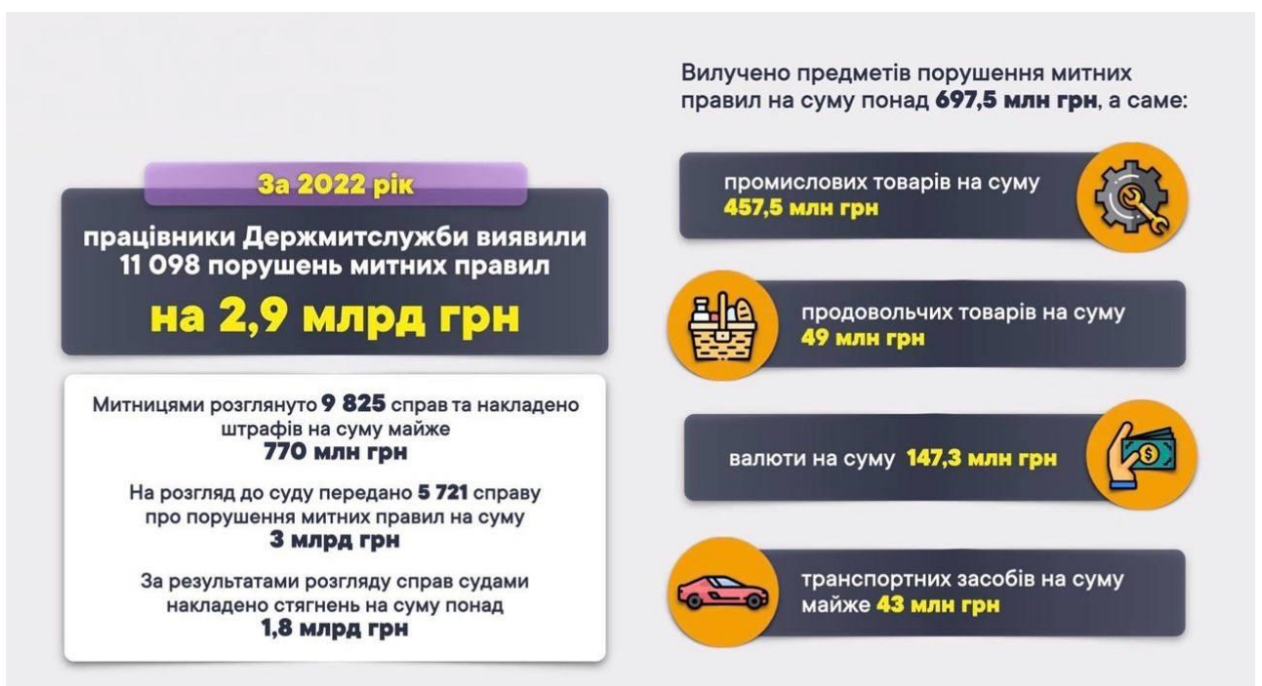 За 2022 рік
працівники Держмитслужби виявили
11 098 порушень митних правил
на 2,9 млрд грн
Митницями розглянуто 9 825 справ та накладено
штрафів на суму майже
770 млн грн
На розгляд до суду передано 5 721 справу
про порушення митних правил на суму
3 млрд грн
За результатами розгляду справ судами
накладено стягнень на суму понад
1,8 млрд грн
Вилучено предметів порушення митних
правил на суму понад 697,5 млн грн, а саме:
промислових товарів на суму
457,5 млн грн
продовольчих товарів на суму
49 млн грн
валюти на суму 147,3 млн грн
транспортних засобів на суму
майже 43 млн грн